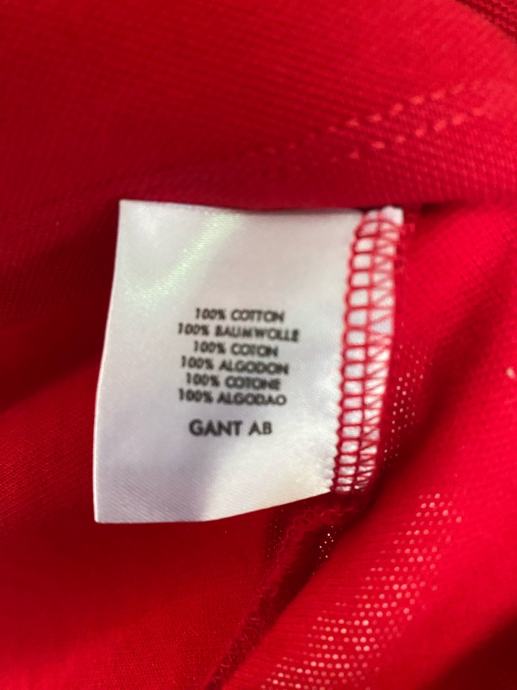 100% COTTON
100% BAUMWOLLE
100% COTON
100% ALGODON
100% COTONE
100% ALGODAO
GANT AB